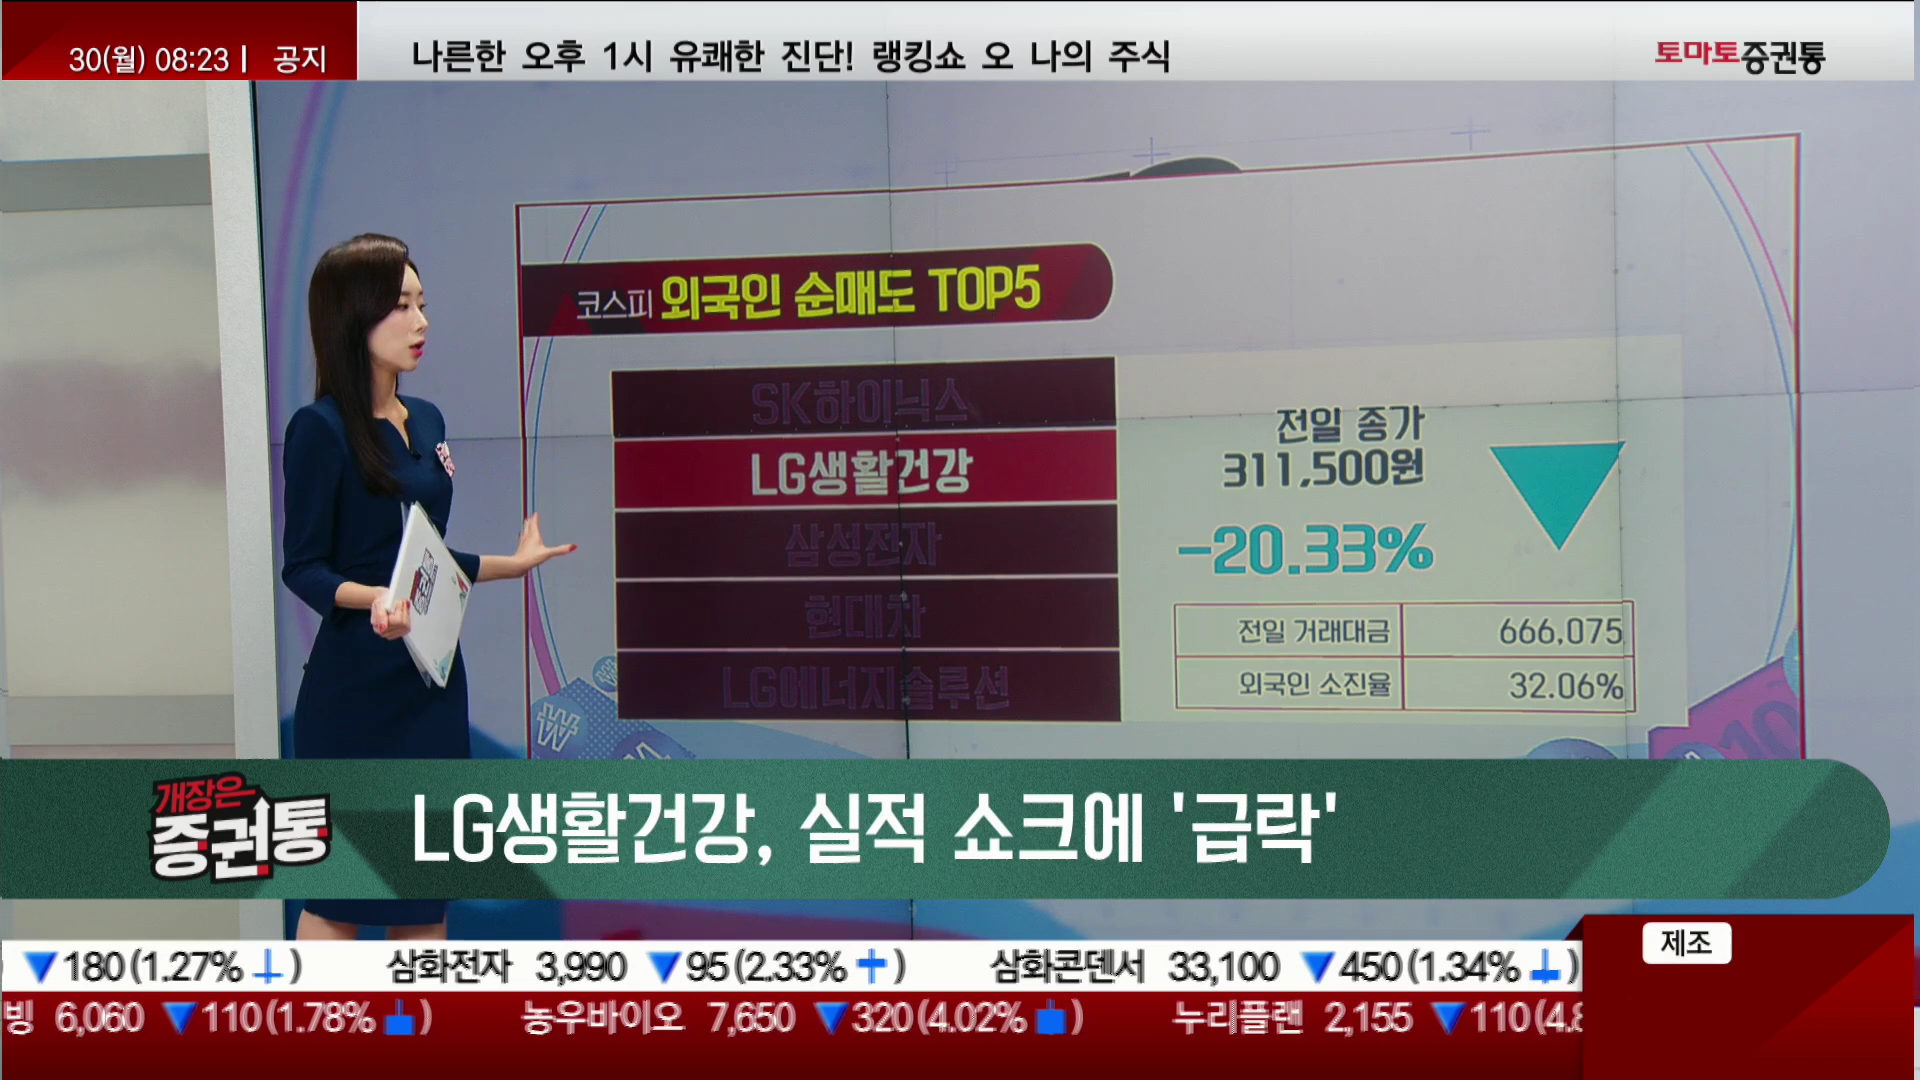 30(월) 08:23 | 공지
나른한 오후 1시 유쾌한 진단! 랭킹쇼 오 나의 주식
토마토증권통
코스피 외국인 순매도 TOP5
SK하이닉스
LG생활건강
삼성전자
현대차
LG에너지솔루션
전일 종가
311,500원
-20.33%
전일 거래대금 666,075
외국인 소진율 32.06%
개장은
증권통
LG생활건강, 실적 쇼크에 '급락'
제조
▼180(1.27% ) 삼화전자 3,990 ▼95(2.33% ) 삼화콘덴서 33,100 ▼450(1.34% )
빙 6,060 ▼110(1.78% ) 농우바이오 7,650 ▼320(4.02% ) 누리플랜 2,155 ▼110(4.8